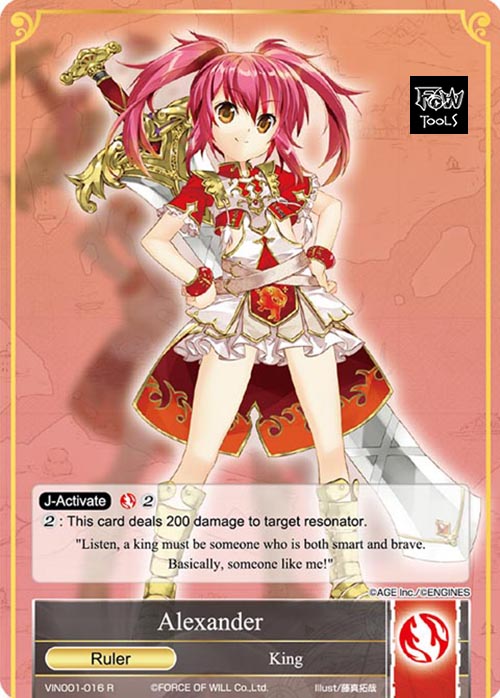 FOW
TOOLS
J-Activate 2
2 : This card deals 200 damage to target resonator.
"Listen, a king must be someone who is both smart and brave.
Basically, someone like me!"
©AGE Inc./©ENGINES
Alexander
Ruler King
VIN001-016 R ©FORCE OF WILL Co.,Ltd. Illust/藤真拓哉